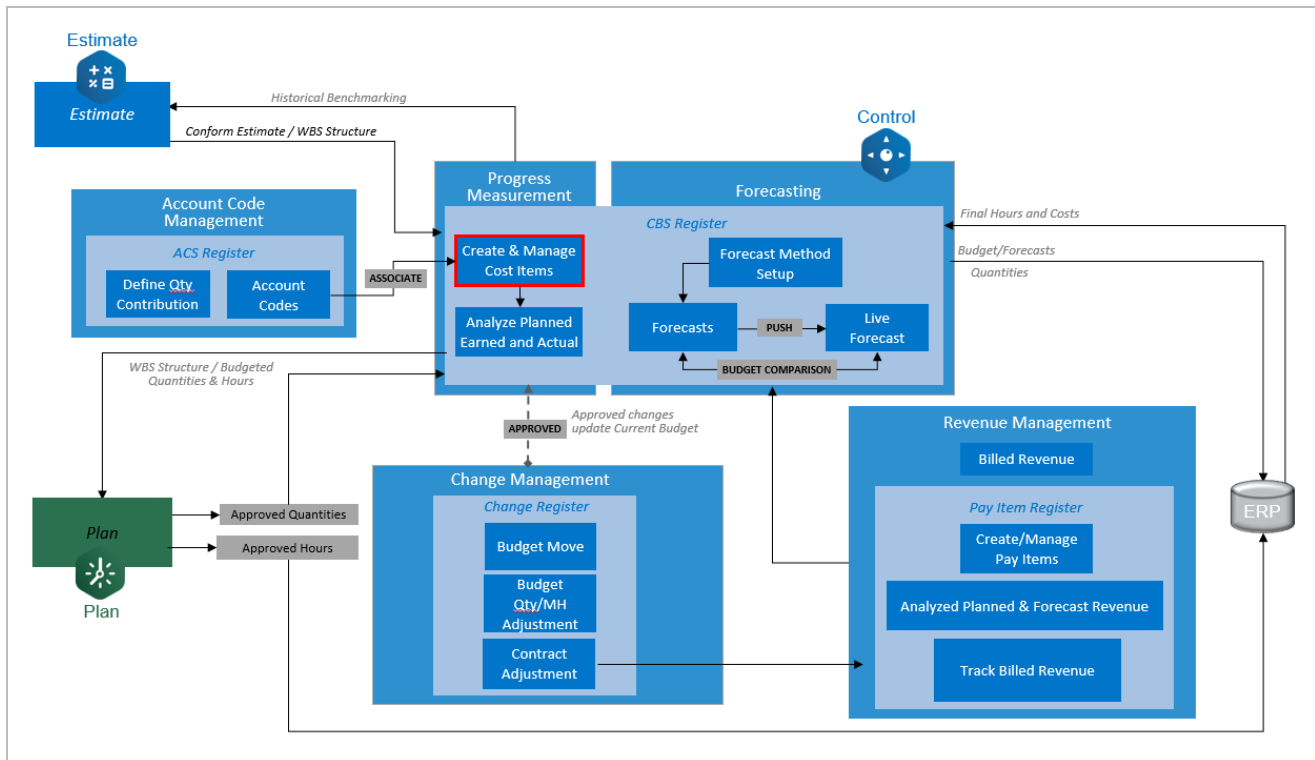 Estimate
Estimate
Historical Benchmarking
Conform Estimate / WBS Structure
Control
Account Code
Management
ACS Register
Define Qty
Contribution
Account
Codes
ASSOCIATE
Progress
Measurement
Forecasting
CBS Register
Create & Manage
Cost Items
Analyze Planned
Earned and Actual
Forecast Method
Setup
Forecasts
PUSH
Live
Forecast
BUDGET COMPARISON
Final Hours and Costs
Budget/Forecasts
Quantities
WBS Structure / Budgeted
Quantities & Hours
APPROVED
Approved changes
update Current Budget
Plan
Plan
Approved Quantities
Approved Hours
Change Management
Change Register
Budget Move
Budget
Qty/MH
Adjustment
Contract
Adjustment
Revenue Management
Billed Revenue
Pay Item Register
Create/Manage
Pay Items
Analyzed Planned & Forecast Revenue
Track Billed Revenue
ERP